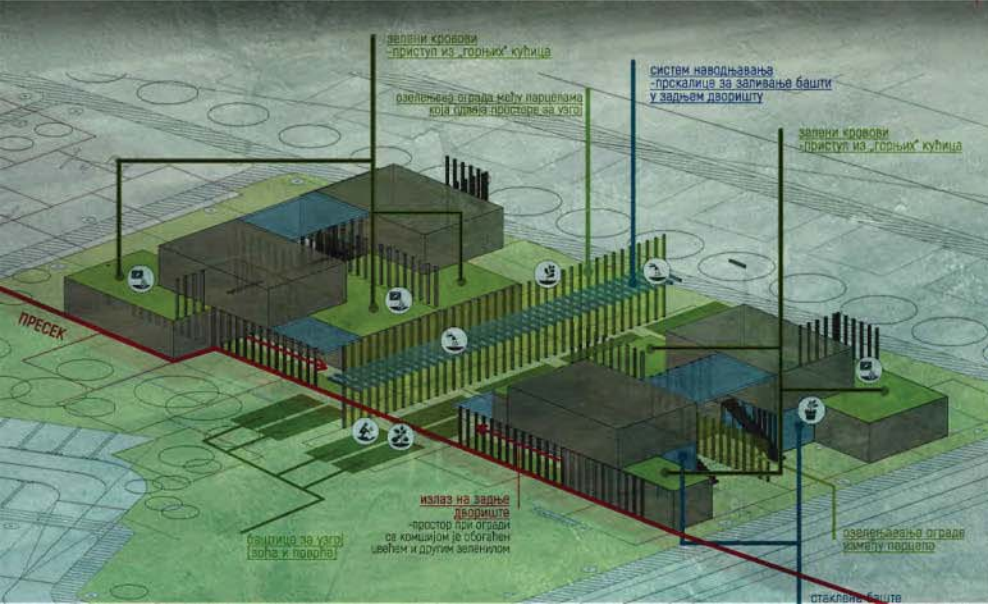 зелени кровови
-приступ из „горњих" кућица
озелењена ограда међу парцелама
која одваја просторе за узгој
систем наводњавања
-прскалице за заливање башти
у задњем дворишту
зелени кровови
-приступ из „горњих" кућица
ПРЕСЕК
излаз на задње
двориште
-простор при огради
са комшијом је обогаћен
цвећем и другим зеленилом
баштице за узгој
(воћа и поврћа)
озелењавање ограде
између парцела
стаклене баште